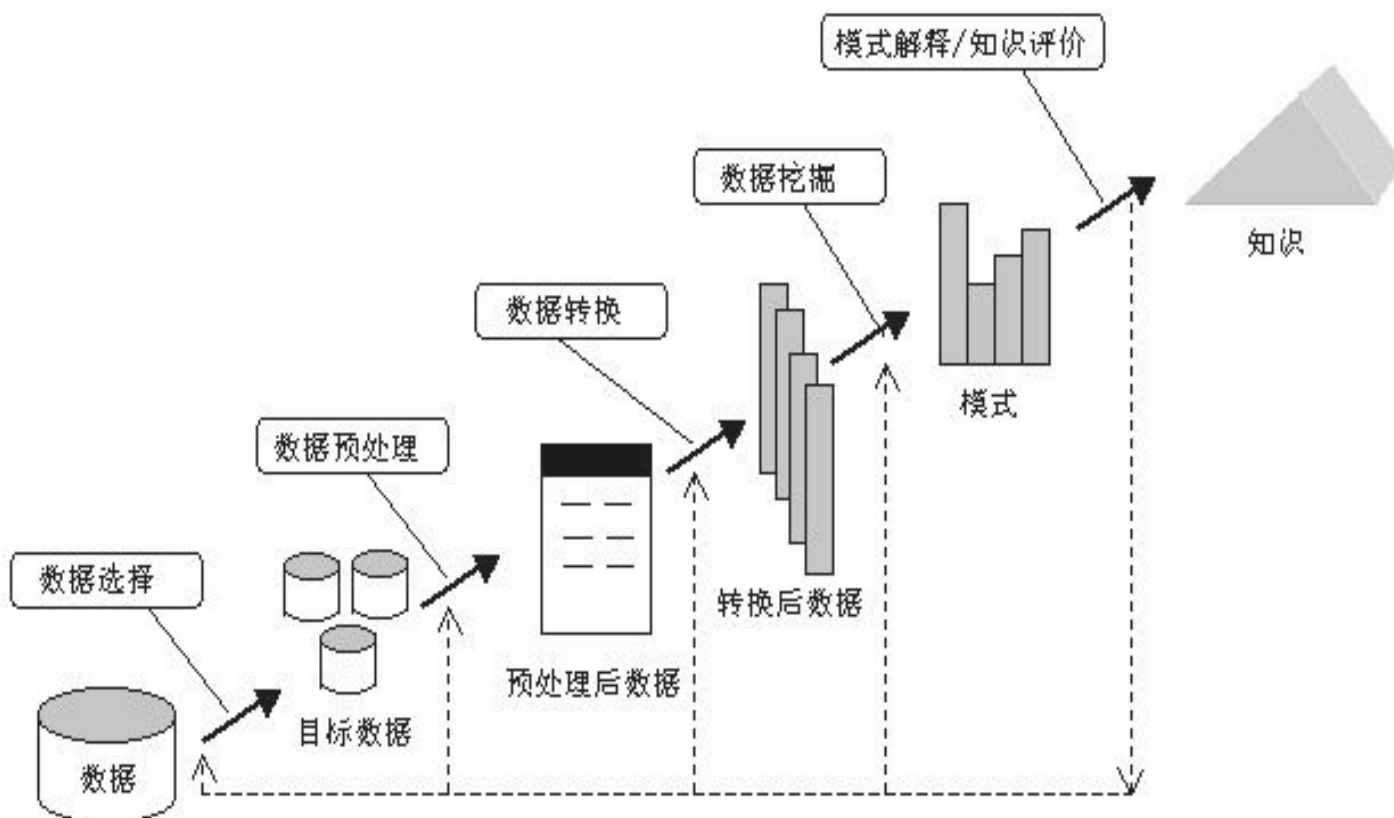 模式解释/知识评价
数据挖掘
知识
数据转换
模式
数据预处理
数据选择
转换后数据
预处理后数据
目标数据
数据